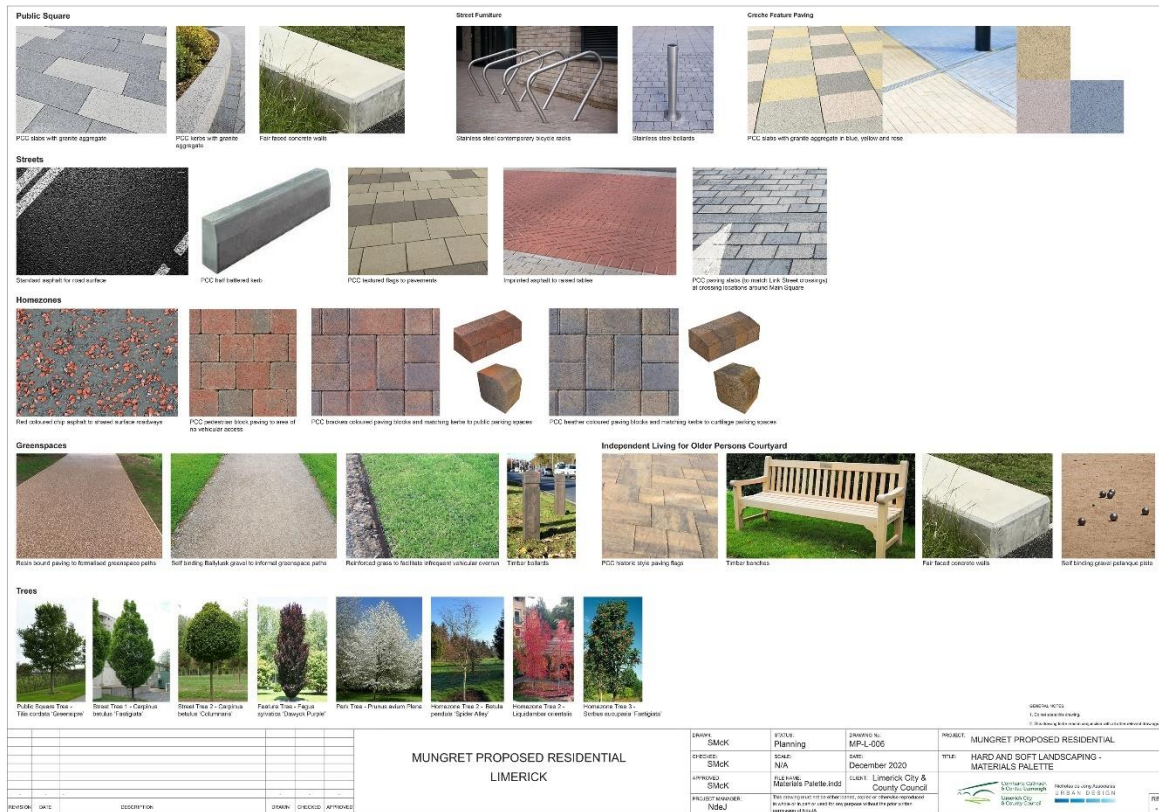 Public Square
Street Furniture
Creche Feature Paving
PCC slabs with granite aggregate
PCC kerbs with granite
aggregate
Fair faced concrete walls
Stainless steel contemporary bicycle racks
Stainless steel bollards
PCC slabs with granite aggregate in blue, yellow and rose
Streets
Standard asphalt for road surface
PCC half battered kerb
PCC textured flags to pavements
Imprinted asphalt to raised tables
PCC paving slabs (to match Link Street crossings)
at crossing locations around Main Square
Homezones
Red coloured chip asphalt to shared surface roadways
PCC pedestrian block paving to area of
no vehicular access
PCC bracken coloured paving blocks and matching kerbs to public parking spaces
PCC heather coloured paving blocks and matching kerbs to curtilage parking spaces
Greenspaces
Independent Living for Older Persons Courtyard
Resin bound paving to formalised greenspace paths
Self binding Ballylusk gravel to informal greenspace paths
Reinforced grass to facilitate infrequent vehicular overrun
Timber bollards
PCC historic style paving flags
Timber benches
Fair faced concrete walls
Self binding gravel petanque piste
Trees
Public Square Tree -
Tilia cordata 'Greenspire'
Street Tree 1 - Carpinus
betulus 'Fastigiata'
Street Tree 2 - Carpinus
betulus 'Columnaris'
Feature Tree - Fagus
sylvatica 'Dawyck Purple'
Park Tree - Prunus avium Plena
Homezone Tree 2 - Betula
pendula 'Spider Alley'
Homezone Tree 2 -
Liquidamber orientalis
Homezone Tree 3 -
Sorbus aucuparia 'Fastigiata'
GENERAL NOTES:
1. Do not scale this drawing.
REVISION DATE DESCRIPTION DRAWN CHECKED APPROVED
MUNGRET PROPOSED RESIDENTIAL
LIMERICK
DRAWN: SMcK
STATUS: Planning
DRAWING No: MP-L-006
PROJECT: MUNGRET PROPOSED RESIDENTIAL
CHECKED: SMcK
SCALE: N/A
DATE: December 2020
TITLE: HARD AND SOFT LANDSCAPING -
MATERIALS PALETTE
APPROVED SMcK
FILE NAME: Materials Palette.indd
CLIENT: Limerick City &
County Council
PROJECT MANAGER: NdeJ
Comhairle Cathrach
& Contae Luimnigh
Limerick City
& County Council
Nicholas de Jong Associates
URBAN DESIGN